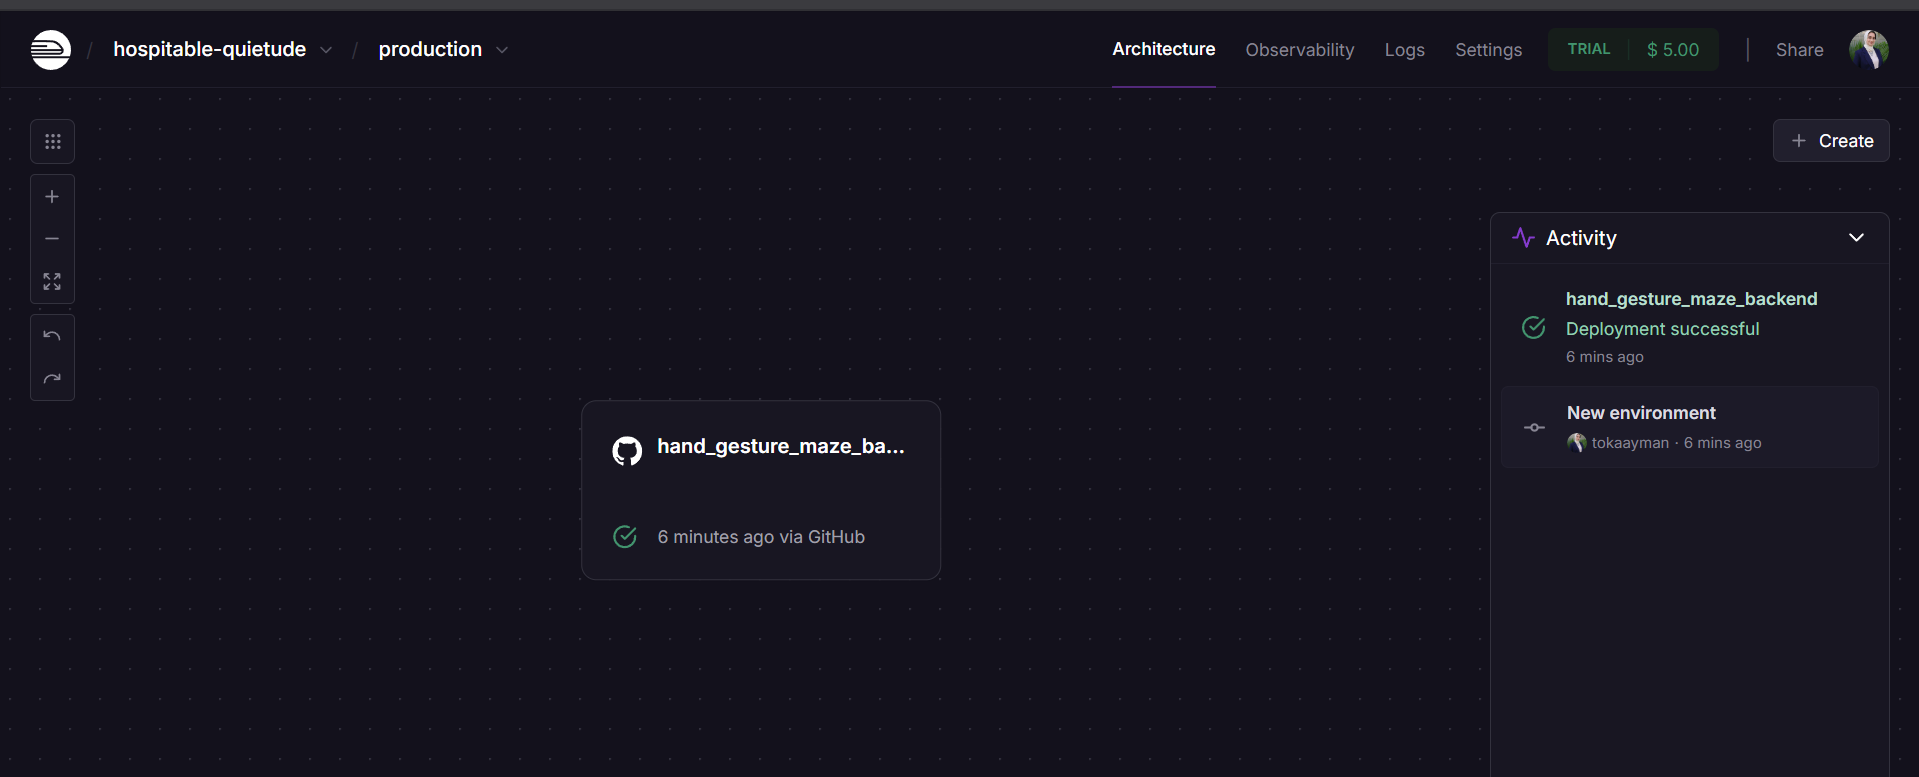 / hospitable-quietude / production
Architecture Observability Logs Settings TRIAL $ 5.00 Share
Create
Activity
hand_gesture_maze_backend
Deployment successful
6 mins ago
New environment
tokaayman · 6 mins ago
hand_gesture_maze_ba...
6 minutes ago via GitHub